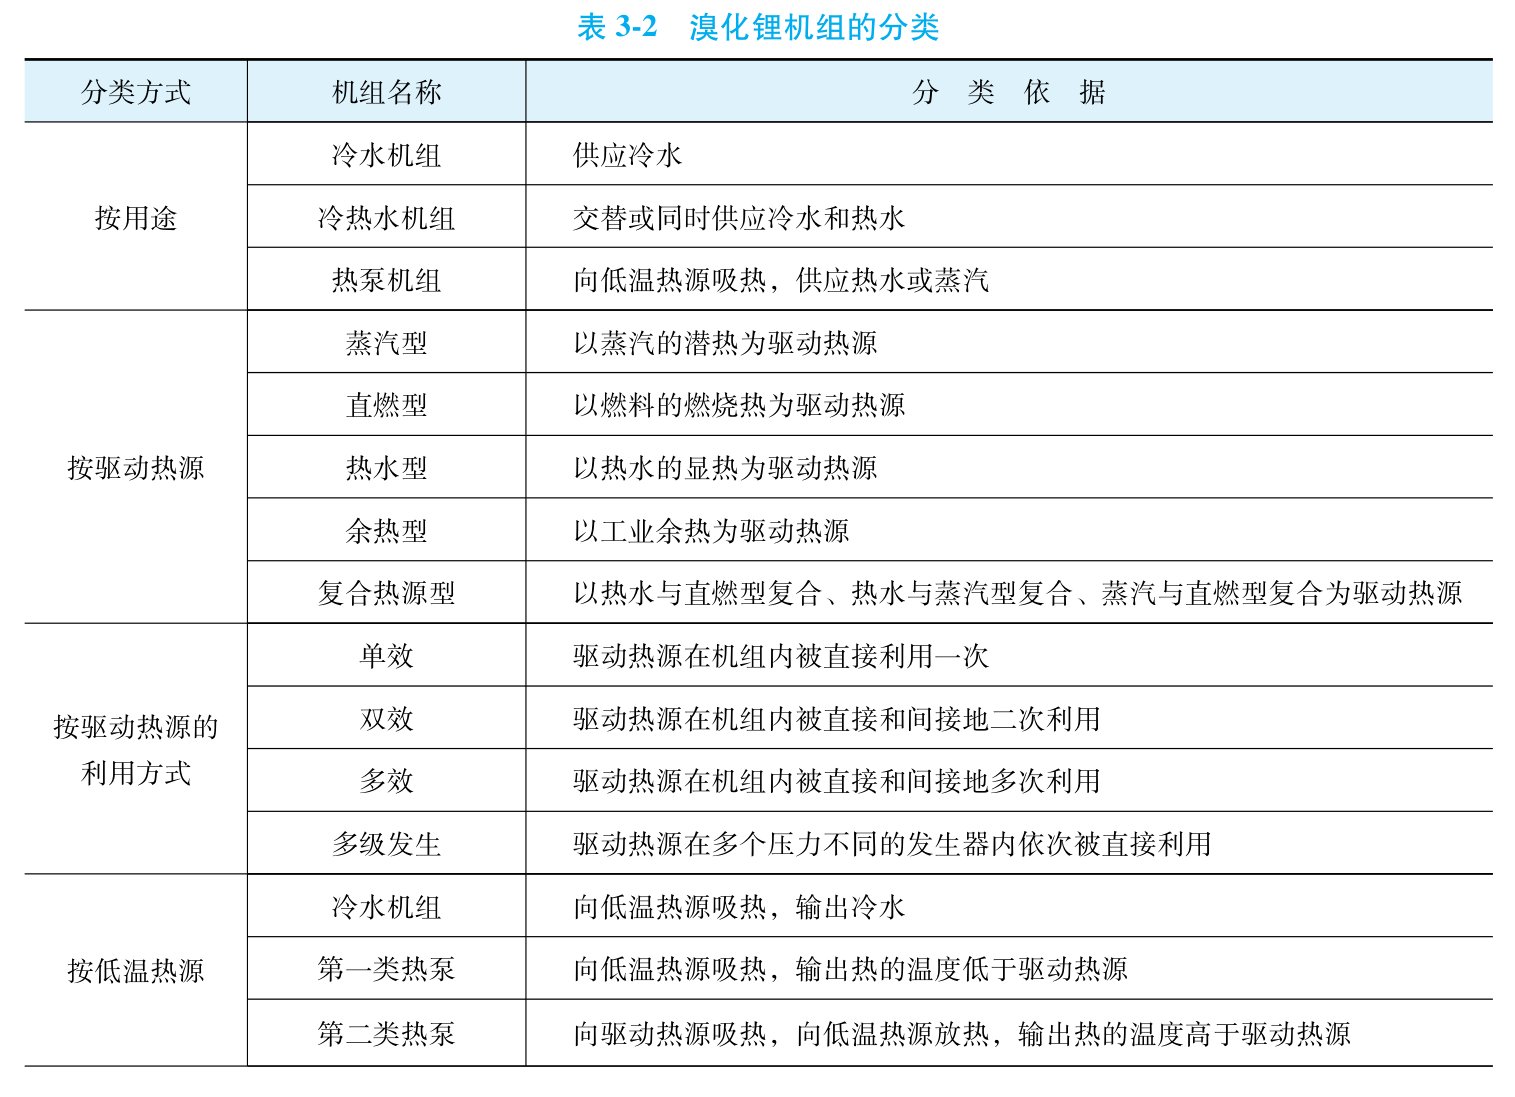 表 3-2 溴化锂机组的分类
分类方式 机组名称 分类依据
按用途 冷水机组 供应冷水
冷热水机组 交替或同时供应冷水和热水
热泵机组 向低温热源吸热，供应热水或蒸汽
按驱动热源 蒸汽型 以蒸汽的潜热为驱动热源
直燃型 以燃料的燃烧热为驱动热源
热水型 以热水的显热为驱动热源
余热型 以工业余热为驱动热源
复合热源型 以热水与直燃型复合、热水与蒸汽型复合、蒸汽与直燃型复合为驱动热源
按驱动热源的
利用方式
单效 驱动热源在机组内被直接利用一次
双效 驱动热源在机组内被直接和间接地二次利用
多效 驱动热源在机组内被直接和间接地多次利用
多级发生 驱动热源在多个压力不同的发生器内依次被直接利用
按低温热源 冷水机组 向低温热源吸热，输出冷水
第一类热泵 向低温热源吸热，输出热的温度低于驱动热源
第二类热泵 向驱动热源吸热，向低温热源放热，输出热的温度高于驱动热源